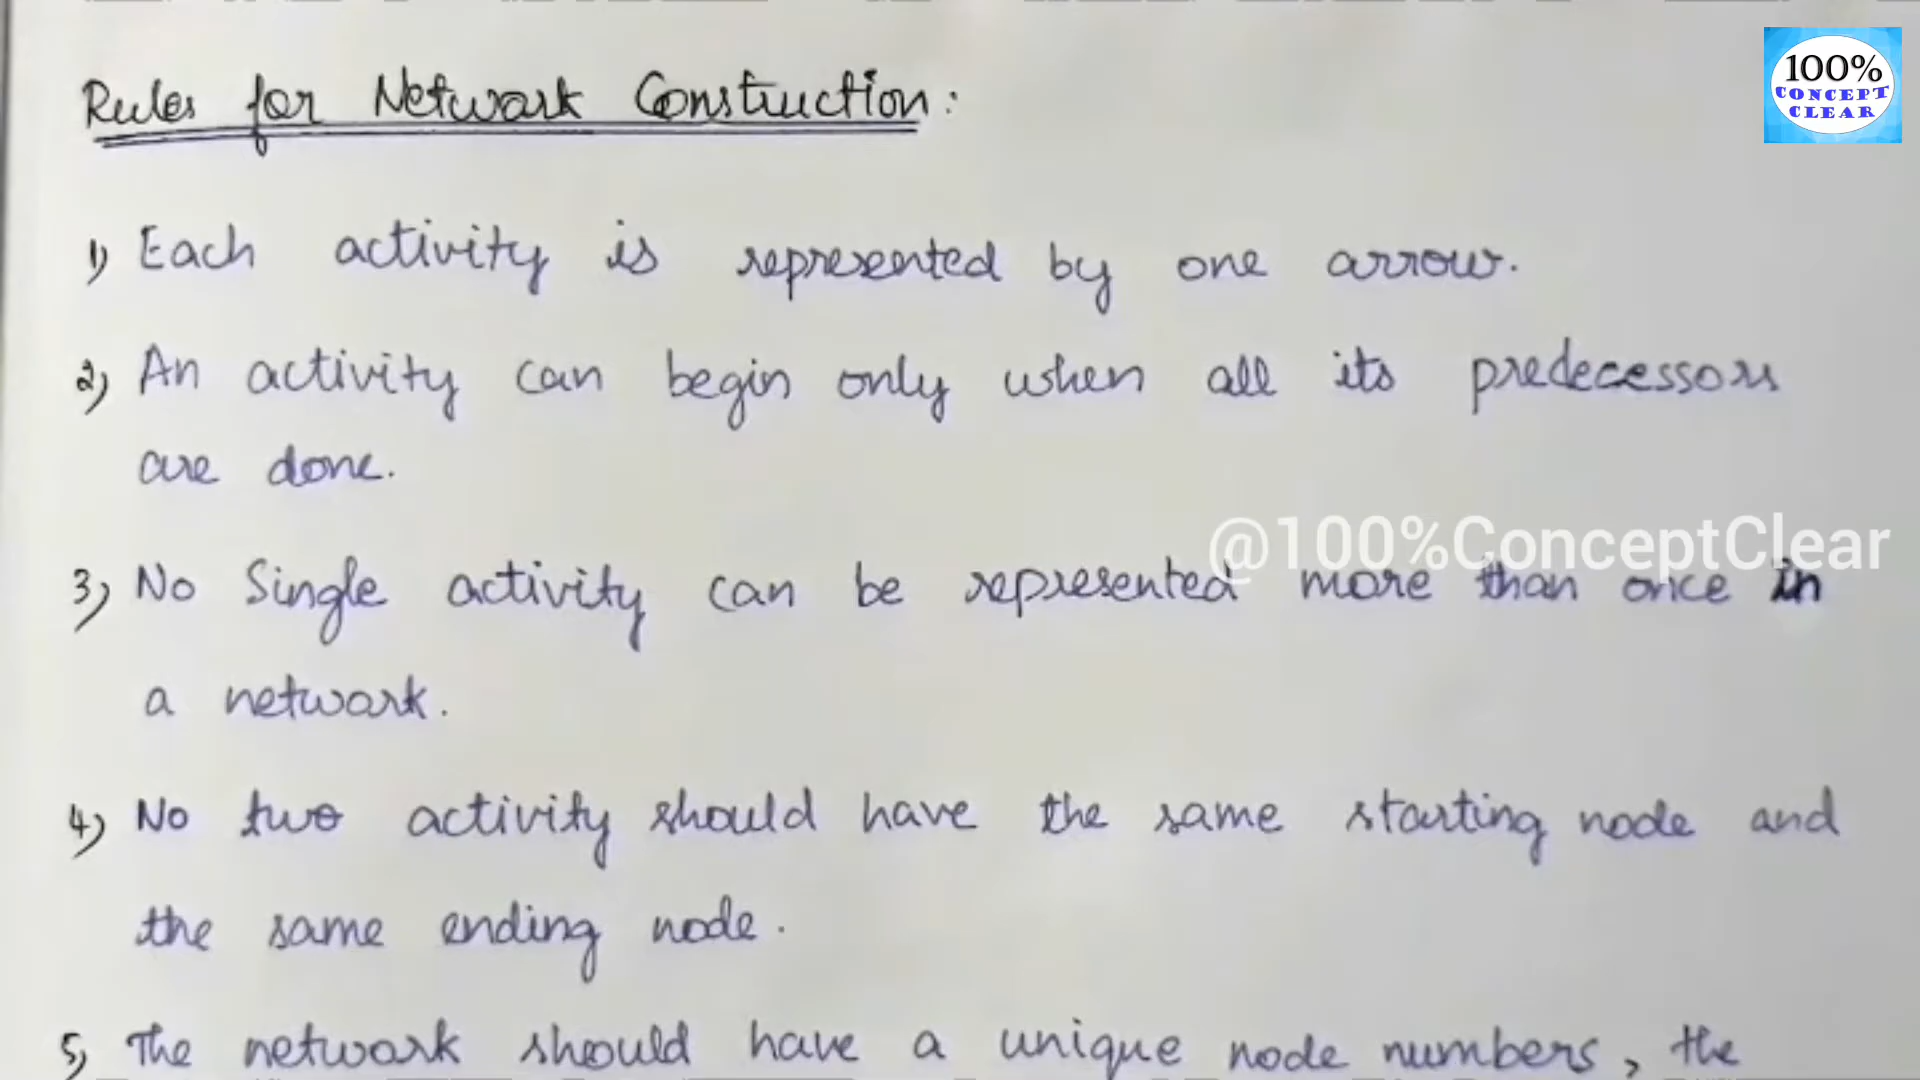 Rules for Network Construction:
100%
CONCEPT
CLEAR
1) Each activity is represented by one arrow.
2) An activity can begin only when all its predecessors
are done.
@100%ConceptClear
3) No Single activity can be represented more than once in
a network.
4) No two activity should have the same starting node and
the same ending node.
5) The network should have a unique node numbers, the